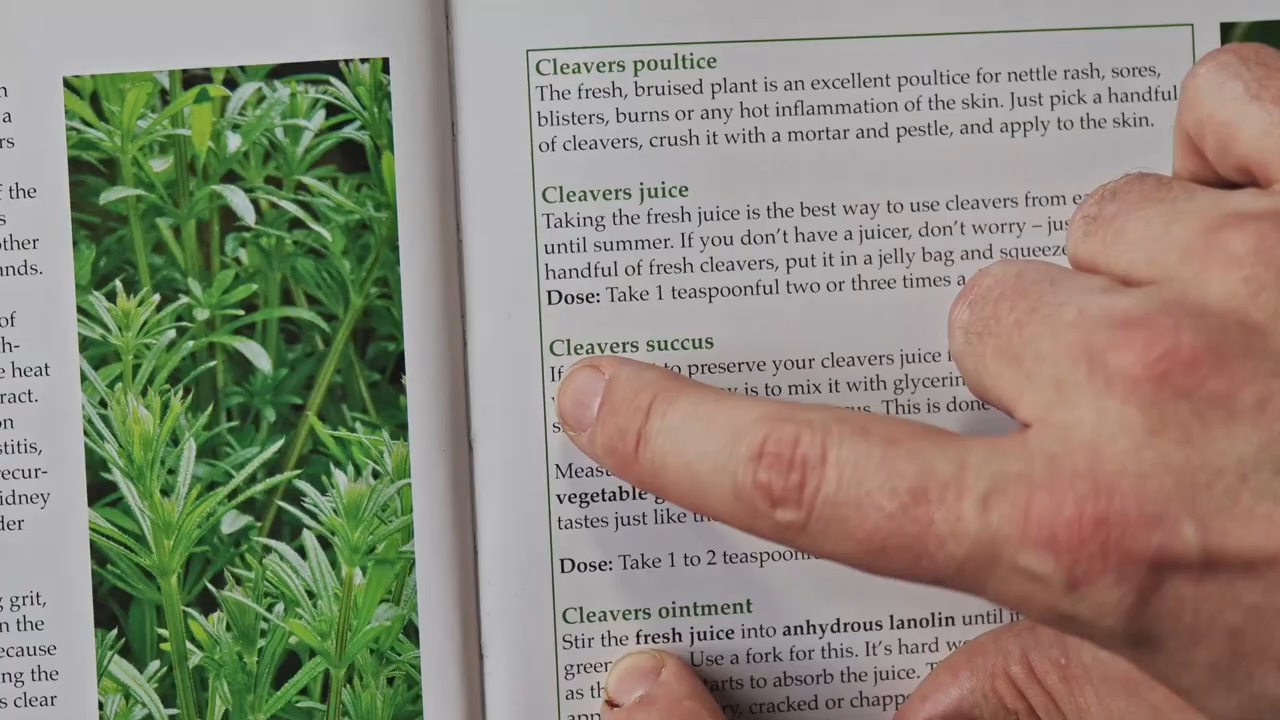 n
a
rs
f the
s
other
ands.
of
h-
e heat
ract.
on
stitis,
recur-
idney
der
g grit,
n the
ecause
ng the
s clear
Cleavers poultice
The fresh, bruised plant is an excellent poultice for nettle rash, sores,
blisters, burns or any hot inflammation of the skin. Just pick a handful
of cleavers, crush it with a mortar and pestle, and apply to the skin.
Cleavers juice
Taking the fresh juice is the best way to use cleavers from
until summer. If you don't have a juicer, don't worry –
handful of fresh cleavers, put it in a jelly bag and squeeze
Dose: Take 1 teaspoonful two or three times a
Cleavers succus
If to preserve your cleavers juice
is to mix it with
This is done
vegetable
tastes just like
Dose: Take 1 to 2
Cleavers ointment
Stir the fresh juice into anhydrous lanolin until
Use a fork for this. It's hard
as starts to absorb the juice.
cracked or